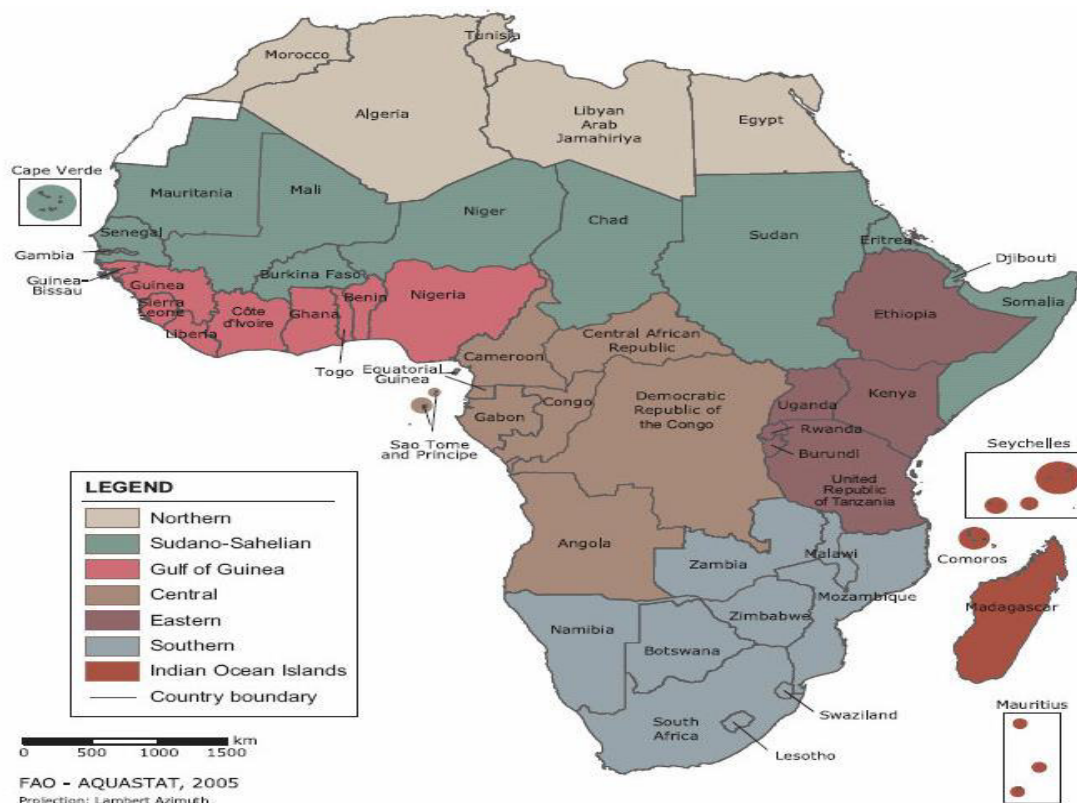 Tunisia
Morocco
Algeria
Libyan
Arab
Jamahiriya
Egypt
Cape Verde
Mauritania
Mali
Niger
Chad
Sudan
Eritrea
Senegal
Gambia
Guinea-
Bissau
Burkina Faso
Djibouti
Guinea
Sierra
Leone
Liberia
Côte
d'Ivoire
Ghana
Benin
Nigeria
Togo
Somalia
Ethiopia
Central African
Republic
Cameroon
Equatorial
Guinea
Gabon
Congo
Democratic
Republic of
the Congo
Uganda
Kenya
Rwanda
Burundi
United
Republic
of Tanzania
Sao Tome
and Príncipe
Seychelles
Comoros
Madagascar
Mauritius
Angola
Zambia
Malawi
Mozambique
Zimbabwe
Namibia
Botswana
Swaziland
South
Africa
Lesotho
LEGEND
Northern
Sudano-Sahelian
Gulf of Guinea
Central
Eastern
Southern
Indian Ocean Islands
Country boundary
km
0 500 1000 1500
FAO - AQUASTAT, 2005
Projection: Lambert Azimuth